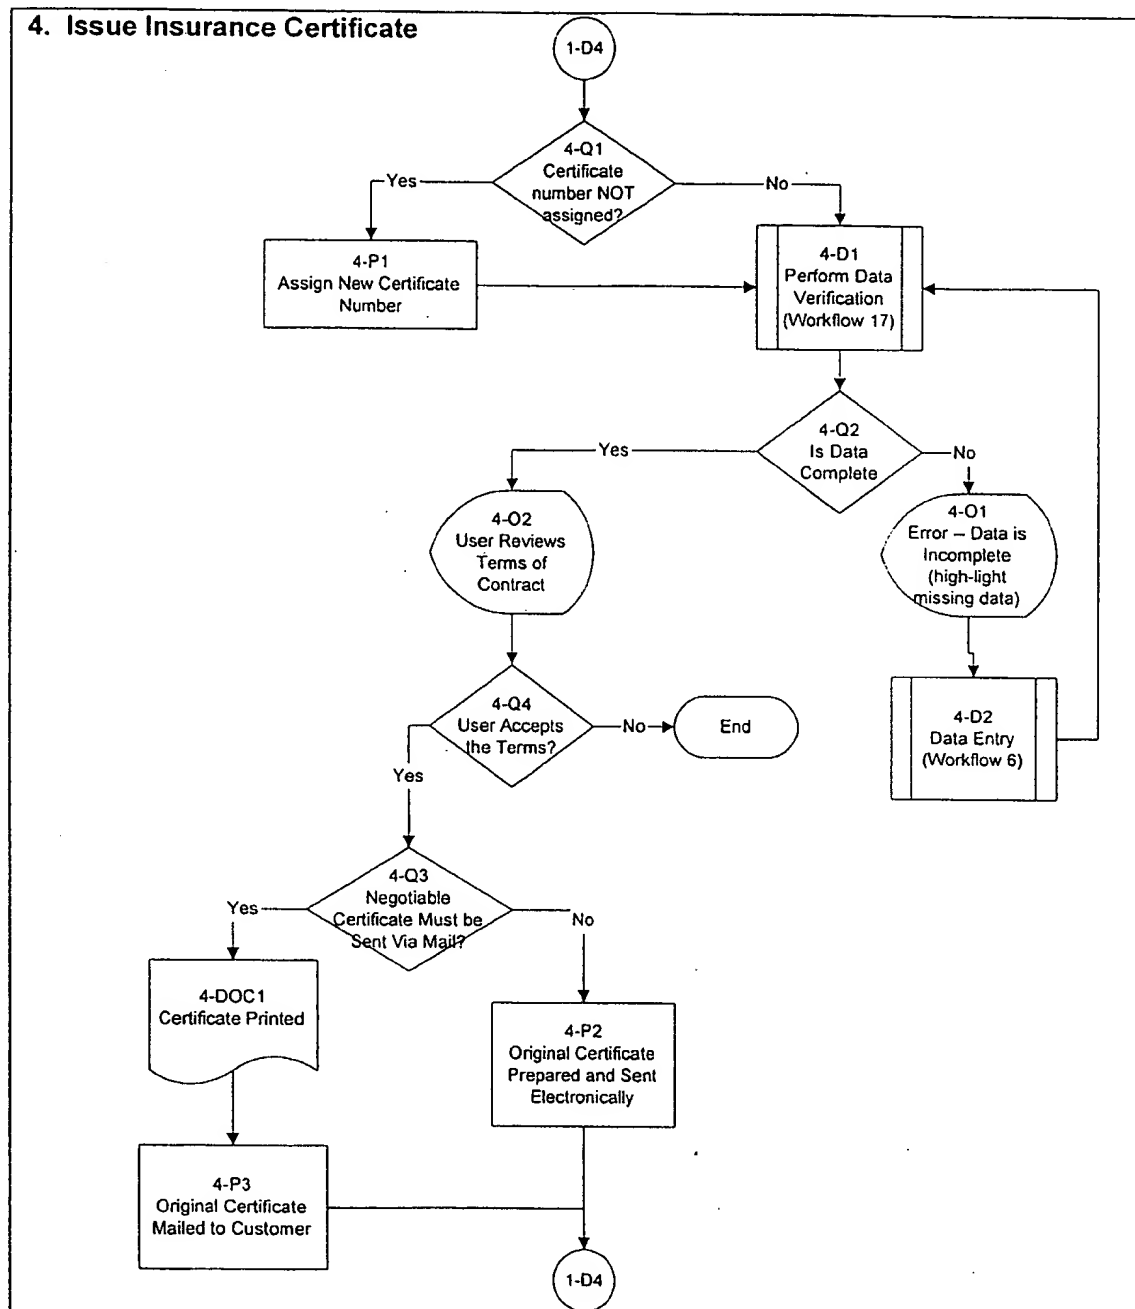 4. Issue Insurance Certificate
1-D4
4-Q1
Certificate
number NOT
assigned?
Yes
No
4-P1
Assign New Certificate
Number
4-D1
Perform Data
Verification
(Workflow 17)
4-Q2
Is Data
Complete
Yes
No
4-O2
User Reviews
Terms of
Contract
4-O1
Error – Data is
Incomplete
(high-light
missing data)
4-Q4
User Accepts
the Terms?
No
End
4-D2
Data Entry
(Workflow 6)
Yes
4-Q3
Negotiable
Certificate Must be
Sent Via Mail?
Yes
No
4-DOC1
Certificate Printed
4-P2
Original Certificate
Prepared and Sent
Electronically
4-P3
Original Certificate
Mailed to Customer
1-D4